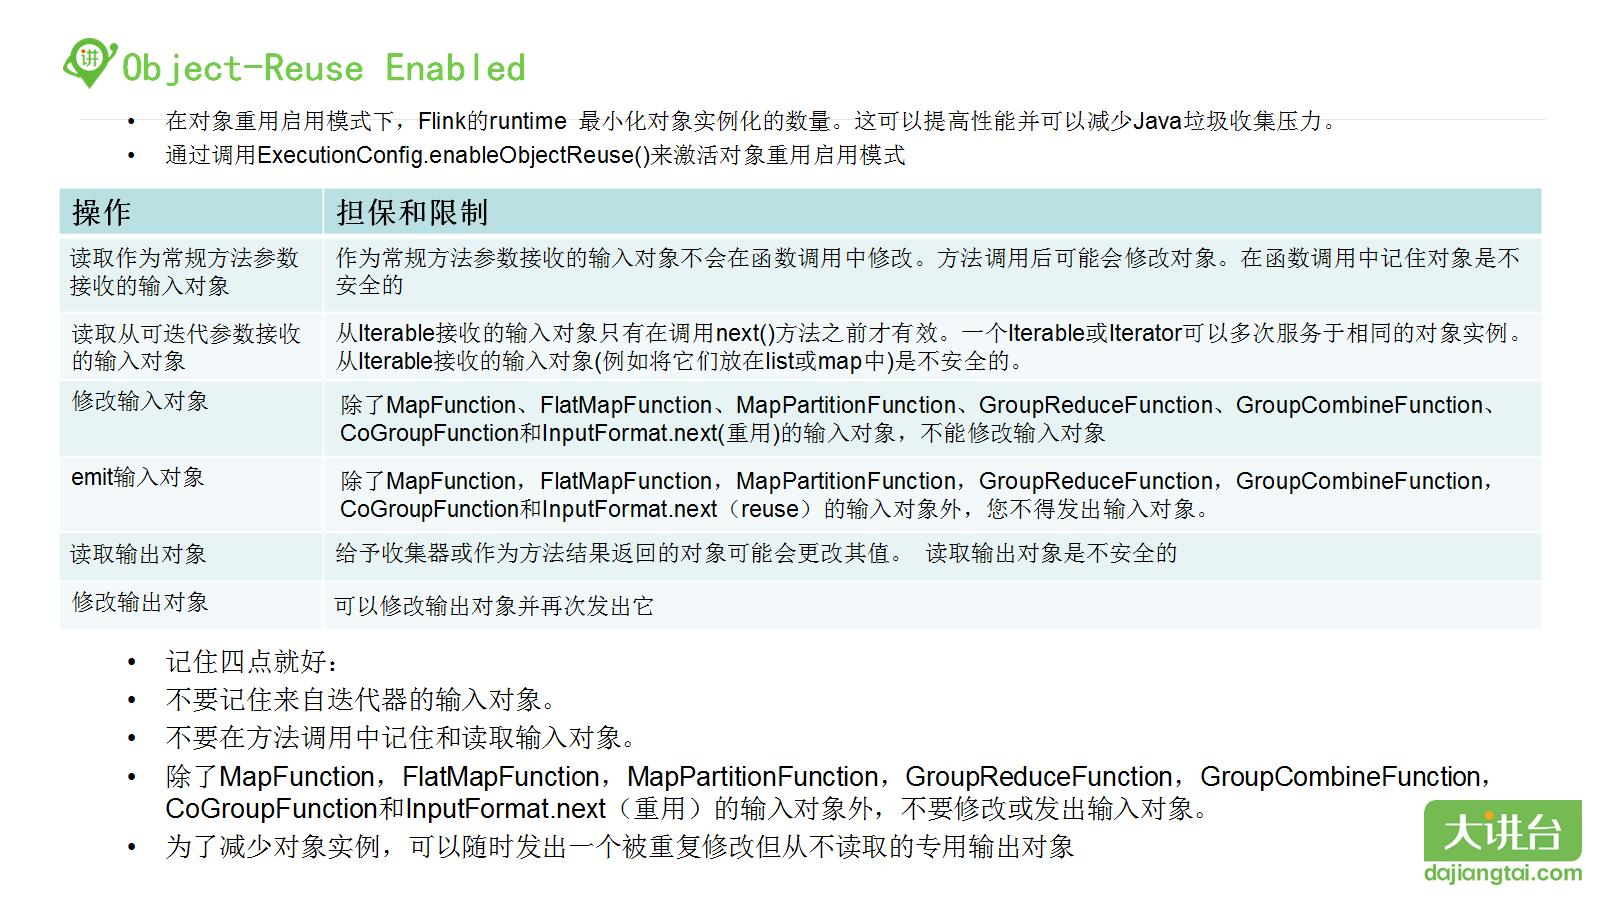 讲
Object-Reuse Enabled
• 在对象重用启用模式下，Flink的runtime 最小化对象实例化的数量。这可以提高性能并可以减少Java垃圾收集压力。
• 通过调用ExecutionConfig.enableObjectReuse()来激活对象重用启用模式
操作
担保和限制
读取作为常规方法参数
接收的输入对象
作为常规方法参数接收的输入对象不会在函数调用中修改。方法调用后可能会修改对象。在函数调用中记住对象是不
安全的
读取从可迭代参数接收
的输入对象
从Iterable接收的输入对象只有在调用next()方法之前才有效。一个Iterable或Iterator可以多次服务于相同的对象实例。
从Iterable接收的输入对象(例如将它们放在list或map中)是不安全的。
修改输入对象
除了MapFunction、FlatMapFunction、MapPartitionFunction、GroupReduceFunction、GroupCombineFunction、
CoGroupFunction和InputFormat.next(重用)的输入对象，不能修改输入对象
emit输入对象
除了MapFunction，FlatMapFunction，MapPartitionFunction，GroupReduceFunction，GroupCombineFunction，
CoGroupFunction和InputFormat.next（reuse）的输入对象外，您不得发出输入对象。
读取输出对象
给予收集器或作为方法结果返回的对象可能会更改其值。 读取输出对象是不安全的
修改输出对象
可以修改输出对象并再次发出它
• 记住四点就好：
• 不要记住来自迭代器的输入对象。
• 不要在方法调用中记住和读取输入对象。
• 除了MapFunction，FlatMapFunction，MapPartitionFunction，GroupReduceFunction，GroupCombineFunction，
CoGroupFunction和InputFormat.next（重用）的输入对象外，不要修改或发出输入对象。
• 为了减少对象实例，可以随时发出一个被重复修改但从不读取的专用输出对象
大讲台
dajiangtai.com